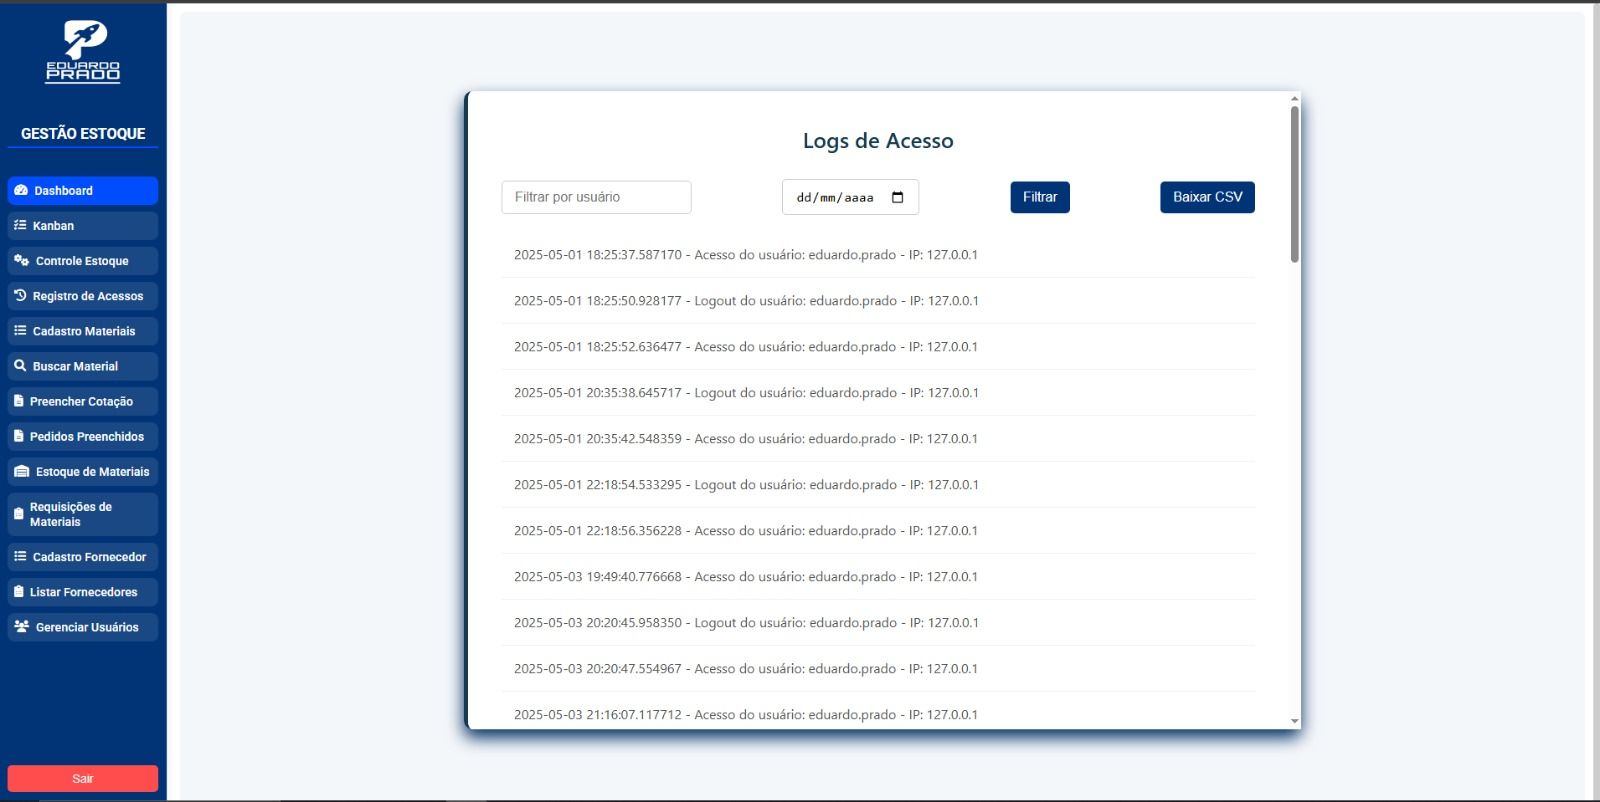 EDUARDO
PRADO
GESTÃO ESTOQUE
Dashboard
Kanban
Controle Estoque
Registro de Acessos
Cadastro Materiais
Buscar Material
Preencher Cotação
Pedidos Preenchidos
Estoque de Materiais
Requisições de
Materiais
Cadastro Fornecedor
Listar Fornecedores
Gerenciar Usuários
Sair
Logs de Acesso
Filtrar por usuário
dd/mm/aaaa
Filtrar
Baixar CSV
2025-05-01 18:25:37.587170 - Acesso do usuário: eduardo.prado - IP: 127.0.0.1
2025-05-01 18:25:50.928177 - Logout do usuário: eduardo.prado - IP: 127.0.0.1
2025-05-01 18:25:52.636477 - Acesso do usuário: eduardo.prado - IP: 127.0.0.1
2025-05-01 20:35:38.645717 - Logout do usuário: eduardo.prado - IP: 127.0.0.1
2025-05-01 20:35:42.548359 - Acesso do usuário: eduardo.prado - IP: 127.0.0.1
2025-05-01 22:18:54.533295 - Logout do usuário: eduardo.prado - IP: 127.0.0.1
2025-05-01 22:18:56.356228 - Acesso do usuário: eduardo.prado - IP: 127.0.0.1
2025-05-03 19:49:40.776668 - Acesso do usuário: eduardo.prado - IP: 127.0.0.1
2025-05-03 20:20:45.958350 - Logout do usuário: eduardo.prado - IP: 127.0.0.1
2025-05-03 20:20:47.554967 - Acesso do usuário: eduardo.prado - IP: 127.0.0.1
2025-05-03 21:16:07.117712 - Acesso do usuário: eduardo.prado - IP: 127.0.0.1